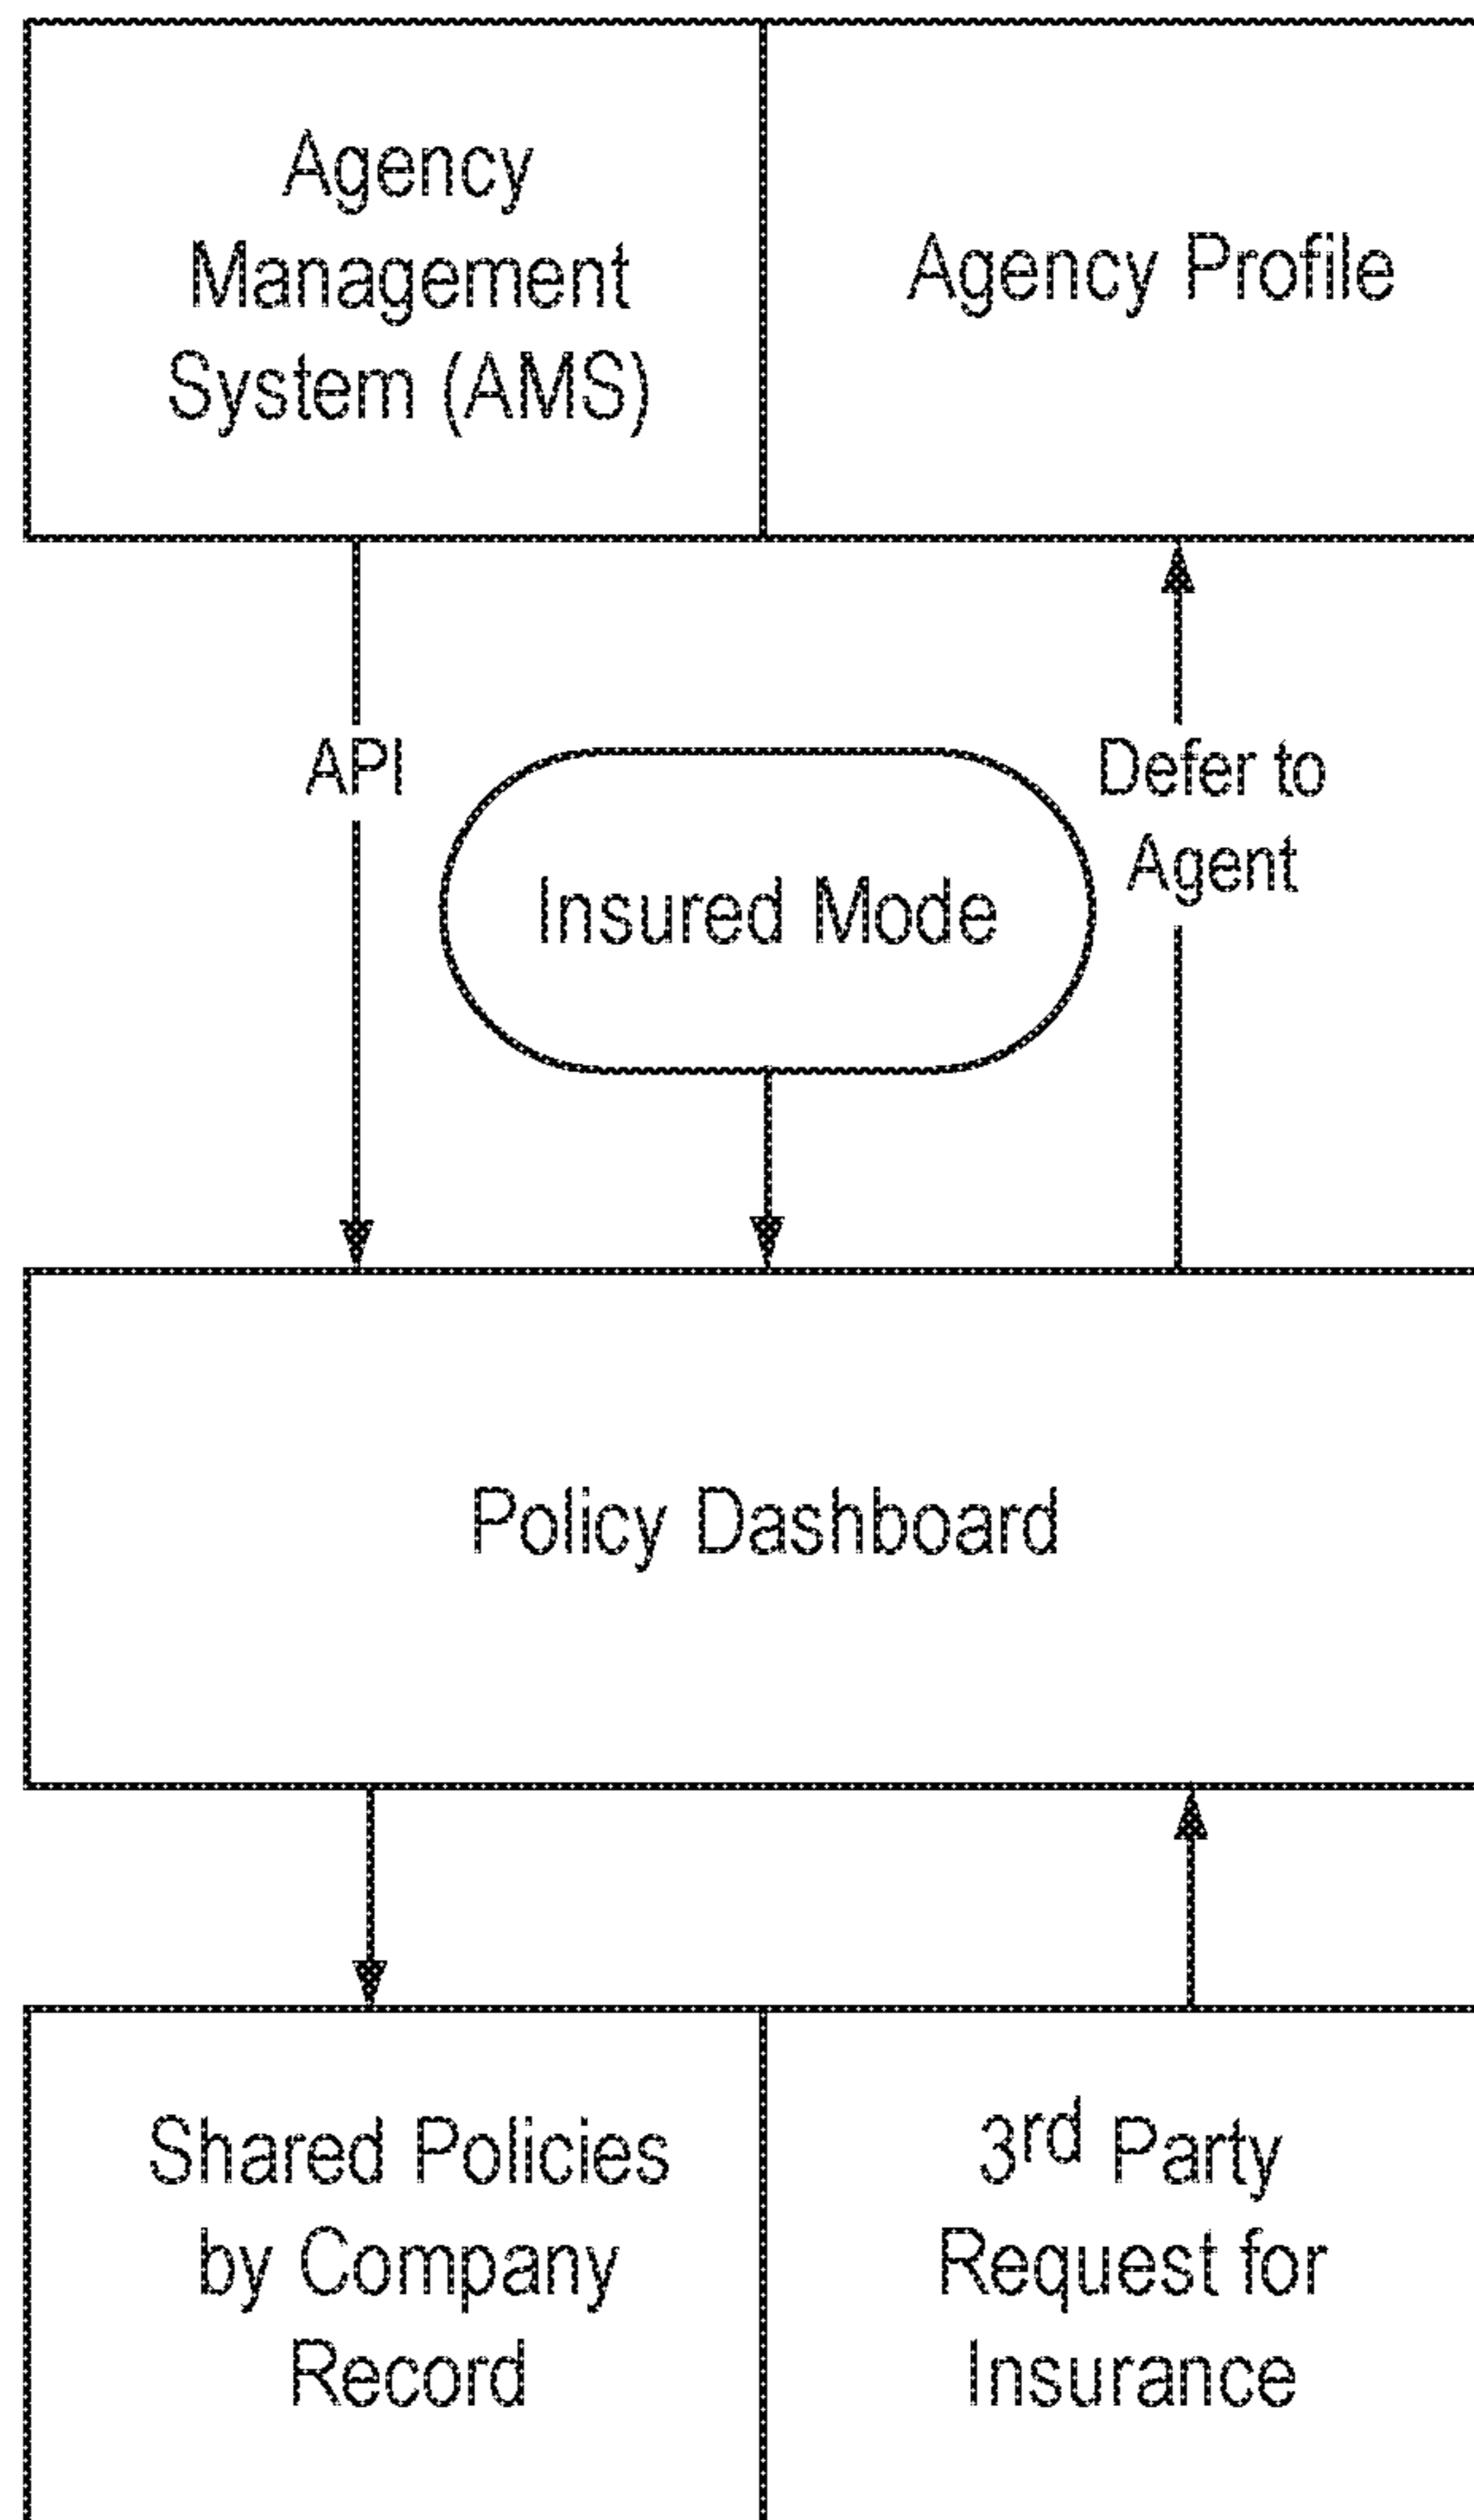 Agency
Management
System (AMS)
Agency Profile
API
Defer to
Agent
Insured Mode
Policy Dashboard
Shared Policies
by Company
Record
3rd Party
Request for
Insurance